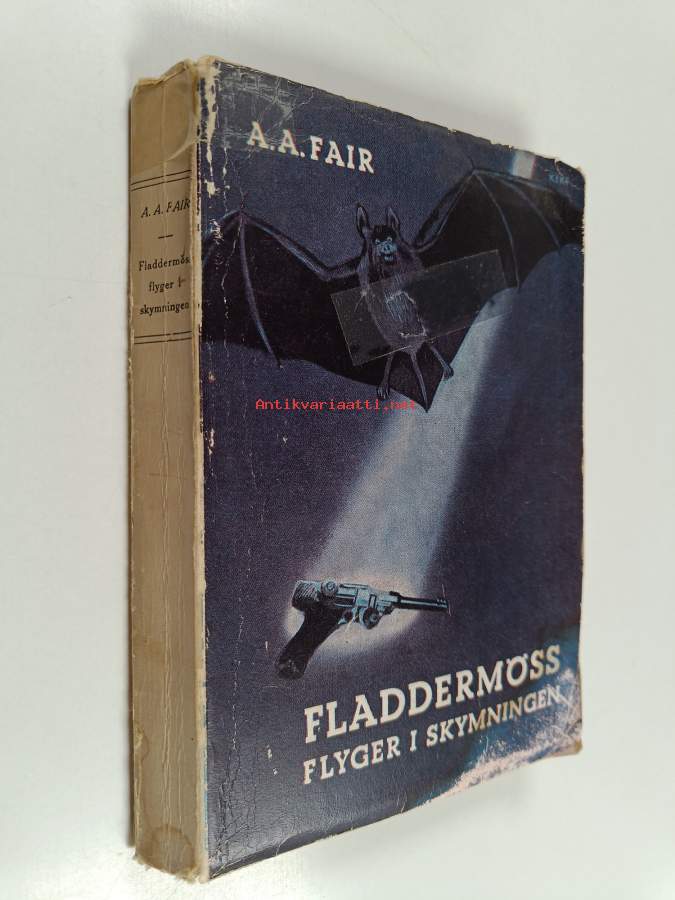 A. A. FAIR
Fladdermöss
flyger i
skymningen
A. A. FAIR
Antikvariaatti.net
FLADDERMÖSS
FLYGER I SKYMNINGEN